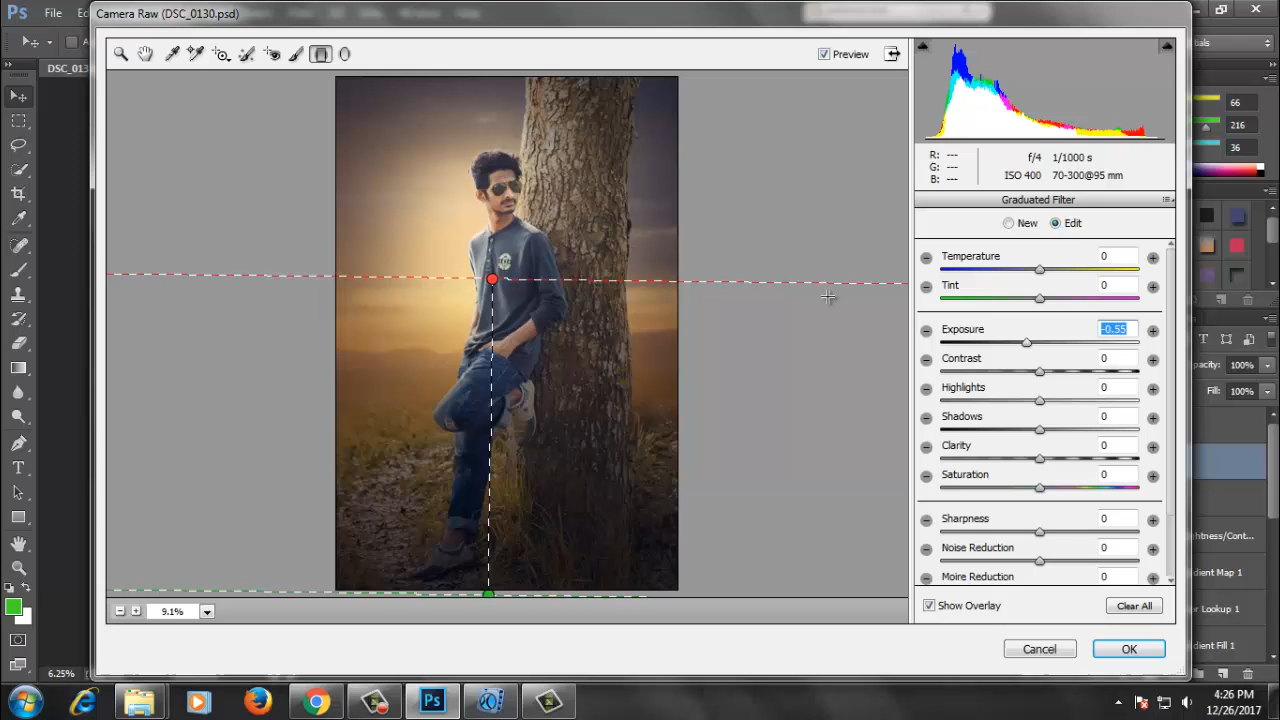 Ps File Ed
Camera Raw (DSC_0130.psd)
DSC_013
Preview
R: ---
G: ---
B: ---
f/4 1/1000 s
ISO 400 70-300@95 mm
Graduated Filter
New Edit
Temperature 0
Tint 0
Exposure -0.55
Contrast 0
Highlights 0
Shadows 0
Clarity 0
Saturation 0
Sharpness 0
Noise Reduction 0
Moire Reduction 0
9.1%
Show Overlay
Clear All
Cancel OK
6.25%
ials
66
216
36
pacity: 100%
Fill: 100%
ghtness/Cont...
dient Map 1
or Lookup 1
dient Fill 1
Ps
4:26 PM
12/26/2017